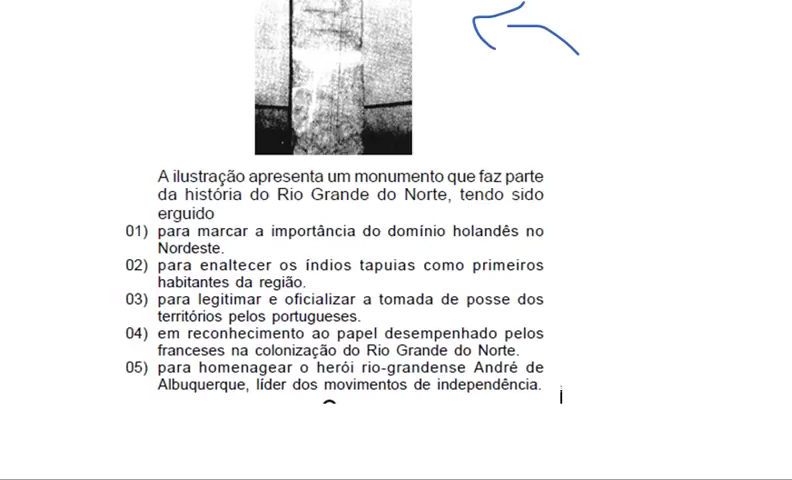 A ilustração apresenta um monumento que faz parte
da história do Rio Grande do Norte, tendo sido
erguido
01) para marcar a importância do domínio holandês no
Nordeste.
02) para enaltecer os índios tapuias como primeiros
habitantes da região.
03) para legitimar e oficializar a tomada de posse dos
territórios pelos portugueses.
04) em reconhecimento ao papel desempenhado pelos
franceses na colonização do Rio Grande do Norte.
05) para homenagear o herói rio-grandense André de
Albuquerque, líder dos movimentos de independência.